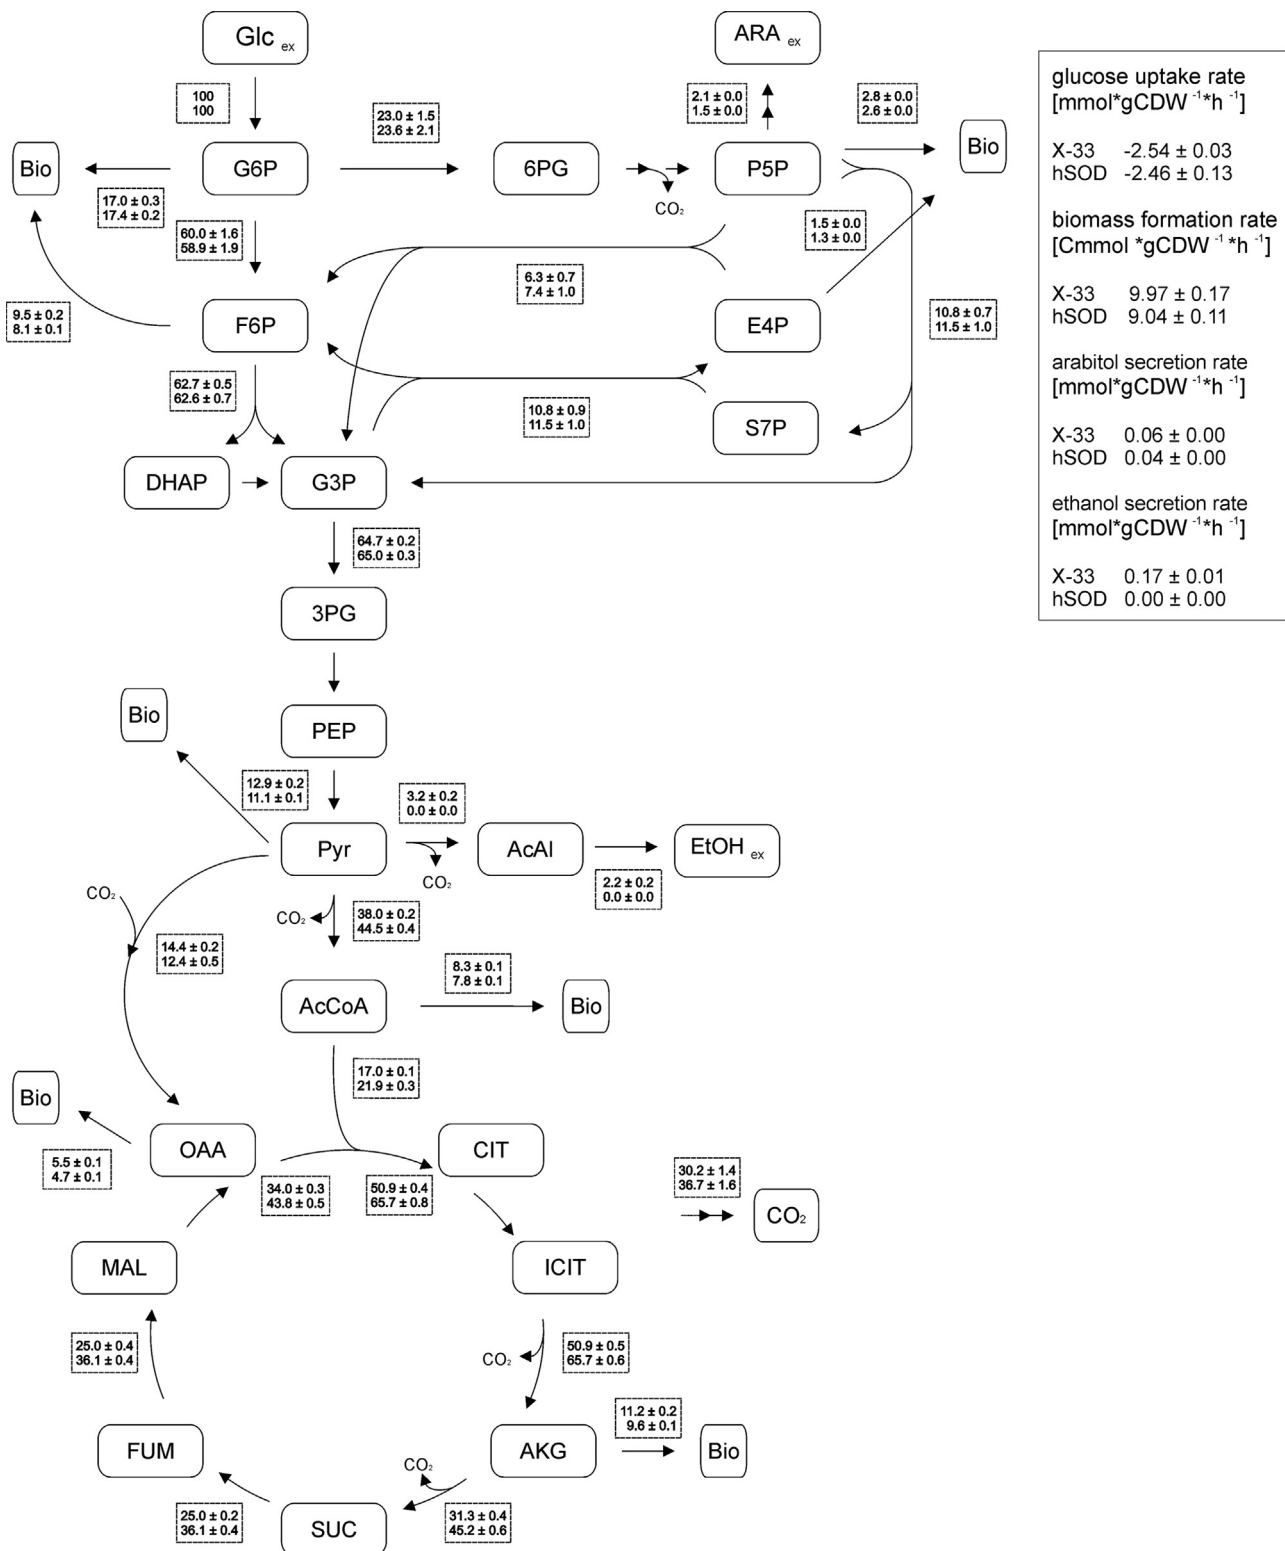 Glc ex
ARA ex
100
100
23.0 ± 1.5
23.6 ± 2.1
2.1 ± 0.0
1.5 ± 0.0
2.8 ± 0.0
2.6 ± 0.0
Bio
G6P
6PG
CO₂
P5P
Bio
17.0 ± 0.3
17.4 ± 0.2
60.0 ± 1.6
58.9 ± 1.9
1.5 ± 0.0
1.3 ± 0.0
6.3 ± 0.7
7.4 ± 1.0
9.5 ± 0.2
8.1 ± 0.1
F6P
E4P
10.8 ± 0.7
11.5 ± 1.0
62.7 ± 0.5
62.6 ± 0.7
10.8 ± 0.9
11.5 ± 1.0
S7P
DHAP
G3P
64.7 ± 0.2
65.0 ± 0.3
3PG
Bio
PEP
12.9 ± 0.2
11.1 ± 0.1
3.2 ± 0.2
0.0 ± 0.0
Pyr
CO₂
AcAl
EtOH ex
2.2 ± 0.2
0.0 ± 0.0
CO₂
CO₂
38.0 ± 0.2
44.5 ± 0.4
14.4 ± 0.2
12.4 ± 0.5
8.3 ± 0.1
7.8 ± 0.1
AcCoA
Bio
17.0 ± 0.1
21.9 ± 0.3
Bio
OAA
CIT
5.5 ± 0.1
4.7 ± 0.1
34.0 ± 0.3
43.8 ± 0.5
50.9 ± 0.4
65.7 ± 0.8
30.2 ± 1.4
36.7 ± 1.6
CO₂
MAL
ICIT
25.0 ± 0.4
36.1 ± 0.4
CO₂
50.9 ± 0.5
65.7 ± 0.6
11.2 ± 0.2
9.6 ± 0.1
FUM
CO₂
AKG
Bio
25.0 ± 0.2
36.1 ± 0.4
SUC
31.3 ± 0.4
45.2 ± 0.6
glucose uptake rate
[mmol*gCDW ⁻¹*h ⁻¹]
X-33 -2.54 ± 0.03
hSOD -2.46 ± 0.13
biomass formation rate
[Cmmol *gCDW ⁻¹ *h ⁻¹]
X-33 9.97 ± 0.17
hSOD 9.04 ± 0.11
arabitol secretion rate
[mmol*gCDW ⁻¹*h ⁻¹]
X-33 0.06 ± 0.00
hSOD 0.04 ± 0.00
ethanol secretion rate
[mmol*gCDW ⁻¹*h ⁻¹]
X-33 0.17 ± 0.01
hSOD 0.00 ± 0.00